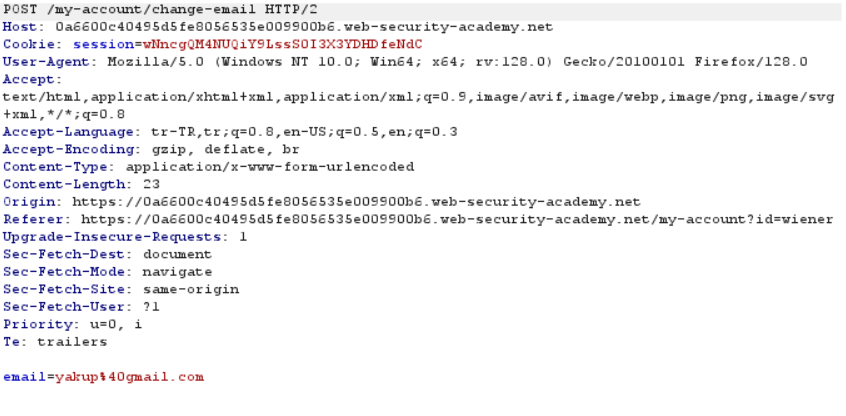 POST /my-account/change-email HTTP/2
Host: 0a6600c40495d5fe8056535e009900b6.web-security-academy.net
Cookie: session=wNncgQM4NUQiY9LssS0I3X3YDHDfeNdC
User-Agent: Mozilla/5.0 (Windows NT 10.0; Win64; x64; rv:128.0) Gecko/20100101 Firefox/128.0
Accept:
text/html,application/xhtml+xml,application/xml;q=0.9,image/avif,image/webp,image/png,image/svg
+xml,*/*;q=0.8
Accept-Language: tr-TR,tr;q=0.8,en-US;q=0.5,en;q=0.3
Accept-Encoding: gzip, deflate, br
Content-Type: application/x-www-form-urlencoded
Content-Length: 23
Origin: https://0a6600c40495d5fe8056535e009900b6.web-security-academy.net
Referer: https://0a6600c40495d5fe8056535e009900b6.web-security-academy.net/my-account?id=wiener
Upgrade-Insecure-Requests: 1
Sec-Fetch-Dest: document
Sec-Fetch-Mode: navigate
Sec-Fetch-Site: same-origin
Sec-Fetch-User: ?1
Priority: u=0, i
Te: trailers
email=yakup%40gmail.com